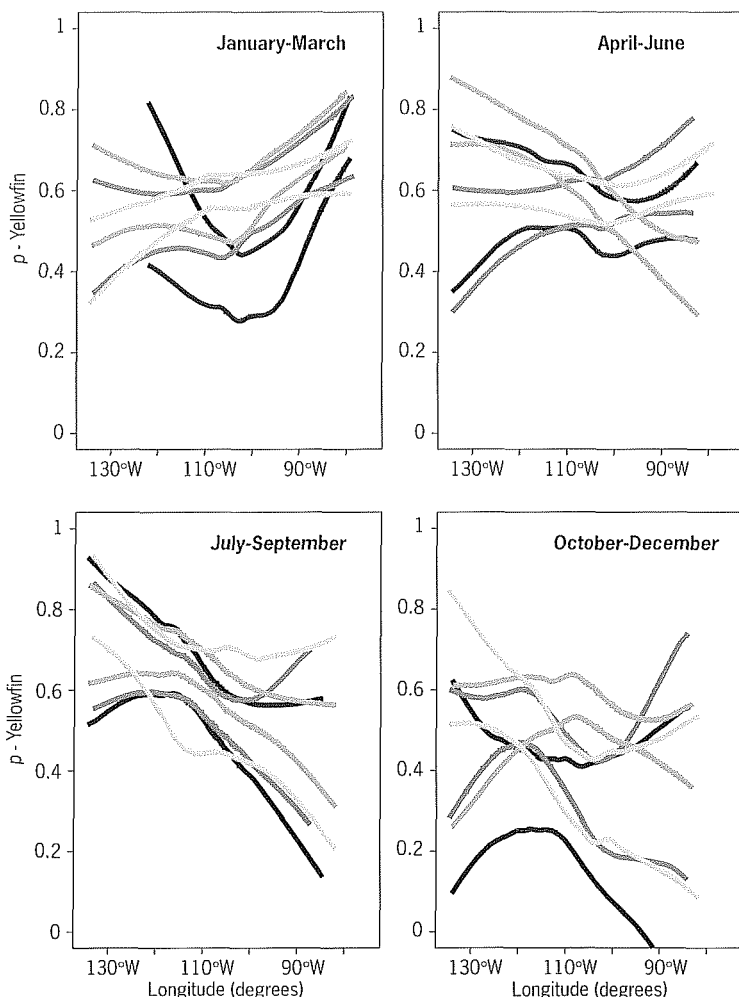 January-March
April-June
p - Yellowfin
1
0.8
0.6
0.4
0.2
0
130°W
110°W
90°W
130°W
110°W
90°W
July-September
October-December
p - Yellowfin
1
0.8
0.6
0.4
0.2
0
1
0.8
0.6
0.4
0.2
0
130°W
110°W
90°W
130°W
110°W
90°W
Longitude (degrees)
Longitude (degrees)
1
0.8
0.6
0.4
0.2
0